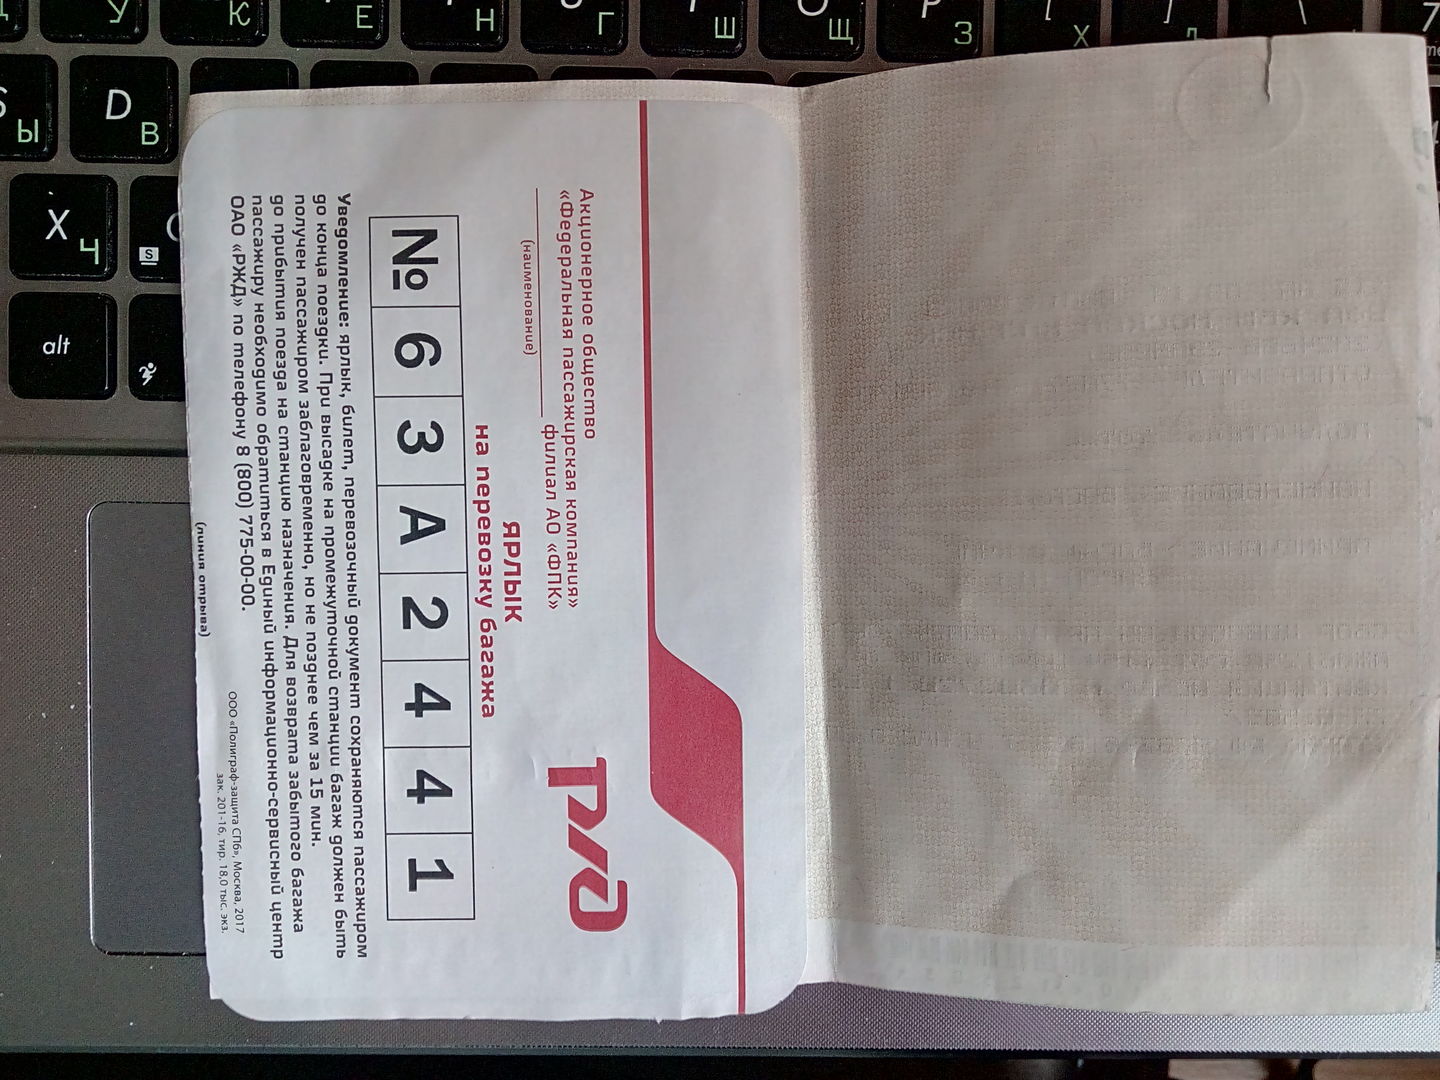 Акционерное общество
«Федеральная пассажирская компания»
филиал АО «ФПК»
(наименование)
РЖД
ЯРЛЫК
на перевозку багажа
№ 6 3 А 2 4 4 1
Уведомление: ярлык, билет, перевозочный документ сохраняются пассажиром
до конца поездки. При высадке на промежуточной станции багаж должен быть
получен пассажиром заблаговременно, но не позднее чем за 15 мин.
до прибытия поезда на станцию назначения. Для возврата забытого багажа
пассажиру необходимо обратиться в Единый информационно-сервисный центр
ОАО «РЖД» по телефону 8 (800) 775-00-00.
ООО «Полиграф-защита СПб», Москва, 2017
зак. 201-16, тир. 18,0 тыс. экз.
(линия отрыва)
У К Е Н Г Ш Щ З Х
Ы D В
X Ч
alt